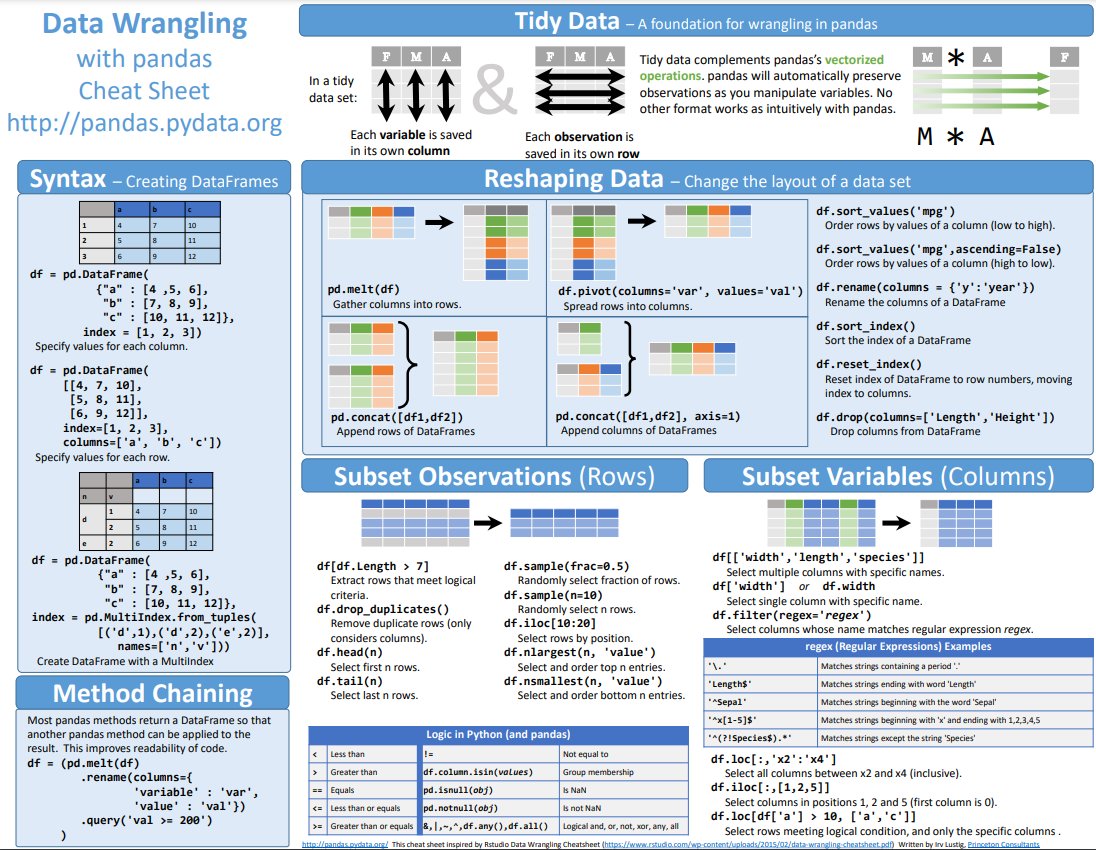 Data Wrangling
with pandas
Cheat Sheet
http://pandas.pydata.org
Tidy Data – A foundation for wrangling in pandas
In a tidy
data set:
F M A
&
F M A
Each variable is saved
in its own column
Each observation is
saved in its own row
Tidy data complements pandas's vectorized
operations. pandas will automatically preserve
observations as you manipulate variables. No
other format works as intuitively with pandas.
M * A F
M * A
Syntax – Creating DataFrames
a b c
1 4 7 10
2 5 8 11
3 6 9 12
df = pd.DataFrame(
{"a" : [4 ,5, 6],
"b" : [7, 8, 9],
"c" : [10, 11, 12]},
index = [1, 2, 3])
Specify values for each column.
df = pd.DataFrame(
[[4, 7, 10],
[5, 8, 11],
[6, 9, 12]],
index=[1, 2, 3],
columns=['a', 'b', 'c'])
Specify values for each row.
a b c
n v
d 1 4 7 10
2 5 8 11
e 2 6 9 12
df = pd.DataFrame(
{"a" : [4 ,5, 6],
"b" : [7, 8, 9],
"c" : [10, 11, 12]},
index = pd.MultiIndex.from_tuples(
[('d',1),('d',2),('e',2)],
names=['n','v']))
Create DataFrame with a MultiIndex
Method Chaining
Most pandas methods return a DataFrame so that
another pandas method can be applied to the
result. This improves readability of code.
df = (pd.melt(df)
.rename(columns={
'variable' : 'var',
'value' : 'val'})
.query('val >= 200')
)
Reshaping Data – Change the layout of a data set
pd.melt(df)
Gather columns into rows.
df.pivot(columns='var', values='val')
Spread rows into columns.
pd.concat([df1,df2])
Append rows of DataFrames
pd.concat([df1,df2], axis=1)
Append columns of DataFrames
df.sort_values('mpg')
Order rows by values of a column (low to high).
df.sort_values('mpg',ascending=False)
Order rows by values of a column (high to low).
df.rename(columns = {'y':'year'})
Rename the columns of a DataFrame
df.sort_index()
Sort the index of a DataFrame
df.reset_index()
Reset index of DataFrame to row numbers, moving
index to columns.
df.drop(columns=['Length','Height'])
Drop columns from DataFrame
Subset Observations (Rows)
df[df.Length > 7]
Extract rows that meet logical
criteria.
df.drop_duplicates()
Remove duplicate rows (only
considers columns).
df.head(n)
Select first n rows.
df.tail(n)
Select last n rows.
df.sample(frac=0.5)
Randomly select fraction of rows.
df.sample(n=10)
Randomly select n rows.
df.iloc[10:20]
Select rows by position.
df.nlargest(n, 'value')
Select and order top n entries.
df.nsmallest(n, 'value')
Select and order bottom n entries.
Logic in Python (and pandas)
< Less than != Not equal to
> Greater than df.column.isin(values) Group membership
== Equals pd.isnull(obj) Is NaN
<= Less than or equals pd.notnull(obj) Is not NaN
>= Greater than or equals &,|,~,^,df.any(),df.all() Logical and, or, not, xor, any, all
Subset Variables (Columns)
df[['width','length','species']]
Select multiple columns with specific names.
df['width'] or df.width
Select single column with specific name.
df.filter(regex='regex')
Select columns whose name matches regular expression regex.
regex (Regular Expressions) Examples
'\.' Matches strings containing a period '.'
'Length$' Matches strings ending with word 'Length'
'^Sepal' Matches strings beginning with the word 'Sepal'
'^x[1-5]$' Matches strings beginning with 'x' and ending with 1,2,3,4,5
'^(?!Species$).*' Matches strings except the string 'Species'
df.loc[:,'x2':'x4']
Select all columns between x2 and x4 (inclusive).
df.iloc[:,[1,2,5]]
Select columns in positions 1, 2 and 5 (first column is 0).
df.loc[df['a'] > 10, ['a','c']]
Select rows meeting logical condition, and only the specific columns .
http://pandas.pydata.org/ This cheat sheet inspired by Rstudio Data Wrangling Cheatsheet (https://www.rstudio.com/wp-content/uploads/2015/02/data-wrangling-cheatsheet.pdf) Written by Irv Lustig, Princeton Consultants